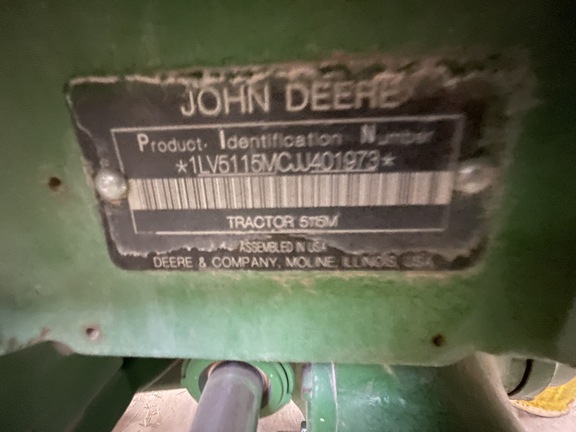 JOHN DEERE
Product Identification Number
*1LV5115MCJJ401973*
TRACTOR 5115M
ASSEMBLED IN USA
DEERE & COMPANY, MOLINE, ILLINOIS, USA